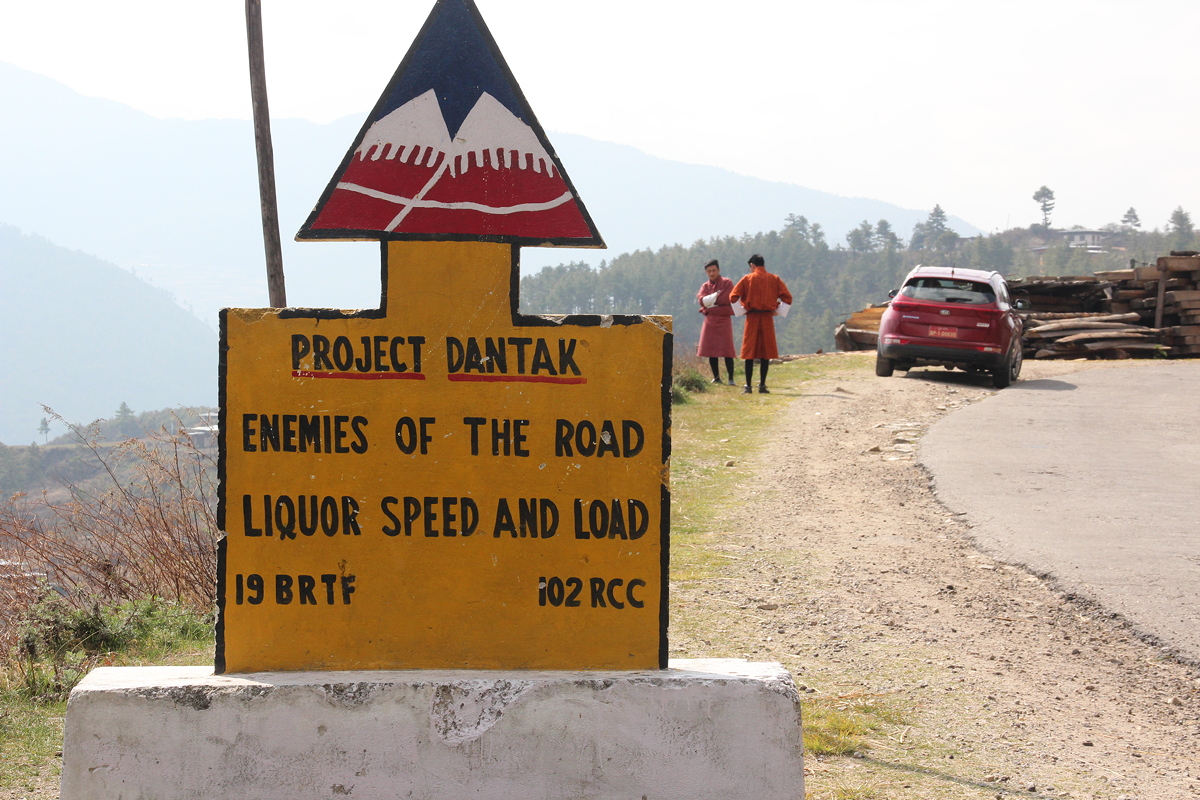 PROJECT DANTAK
ENEMIES OF THE ROAD
LIQUOR SPEED AND LOAD
19 BRTF 102 RCC